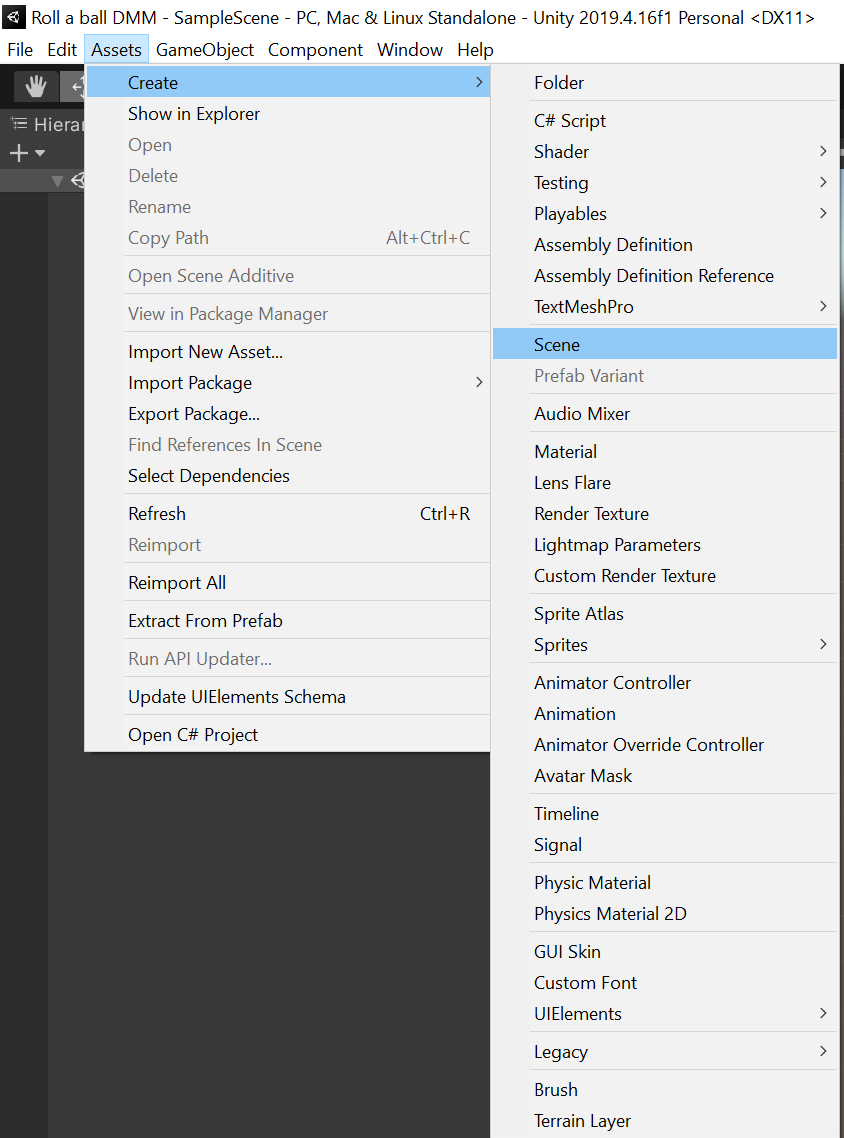 Roll a ball DMM - SampleScene - PC, Mac & Linux Standalone - Unity 2019.4.16f1 Personal <DX11>
File Edit Assets GameObject Component Window Help
Hierar
Create
Show in Explorer
Open
Delete
Rename
Copy Path Alt+Ctrl+C
Open Scene Additive
View in Package Manager
Import New Asset...
Import Package
Export Package...
Find References In Scene
Select Dependencies
Refresh Ctrl+R
Reimport
Reimport All
Extract From Prefab
Run API Updater...
Update UIElements Schema
Open C# Project
Folder
C# Script
Shader
Testing
Playables
Assembly Definition
Assembly Definition Reference
TextMeshPro
Scene
Prefab Variant
Audio Mixer
Material
Lens Flare
Render Texture
Lightmap Parameters
Custom Render Texture
Sprite Atlas
Sprites
Animator Controller
Animation
Animator Override Controller
Avatar Mask
Timeline
Signal
Physic Material
Physics Material 2D
GUI Skin
Custom Font
UIElements
Legacy
Brush
Terrain Layer